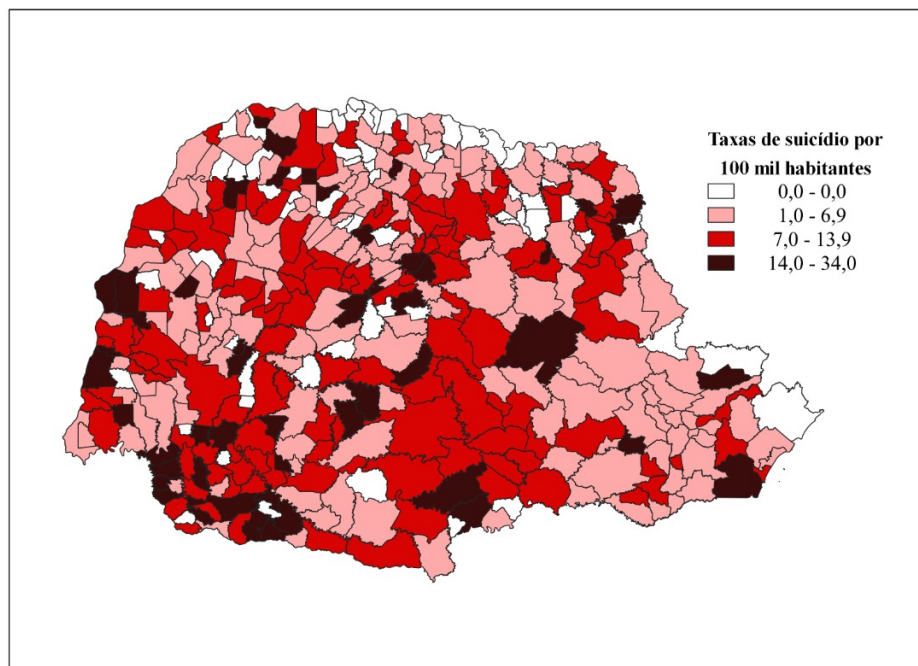 Taxas de suicídio por
100 mil habitantes
0,0 - 0,0
1,0 - 6,9
7,0 - 13,9
14,0 - 34,0